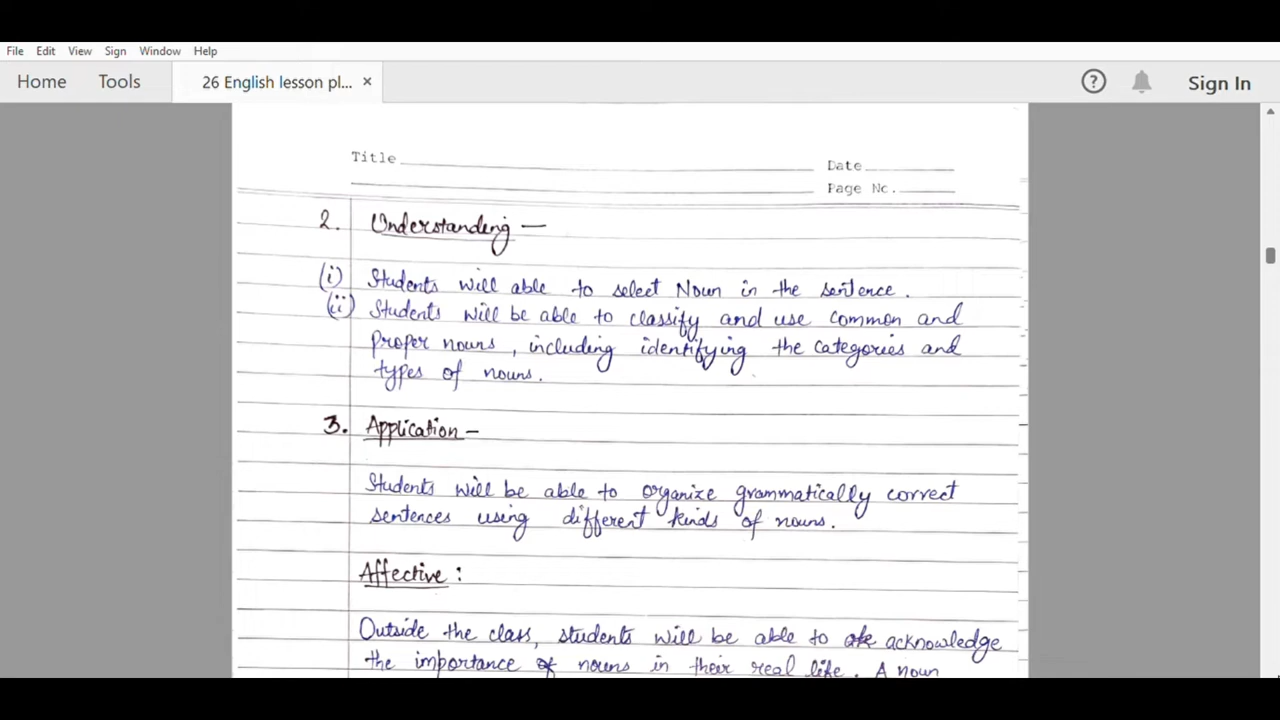 File Edit View Sign Window Help
Home Tools 26 English lesson pl... × Sign In
Title Date
Page No.
2. Understanding —
(i) Students will able to select Noun in the sentence.
(ii) Students will be able to classify and use common and
proper nouns, including identifying the categories and
types of nouns.
3. Application —
Students will be able to organize grammatically correct
sentences using different kinds of nouns.
Affective :
Outside the class, students will be able to acknowledge
the importance of nouns in their real life. A noun